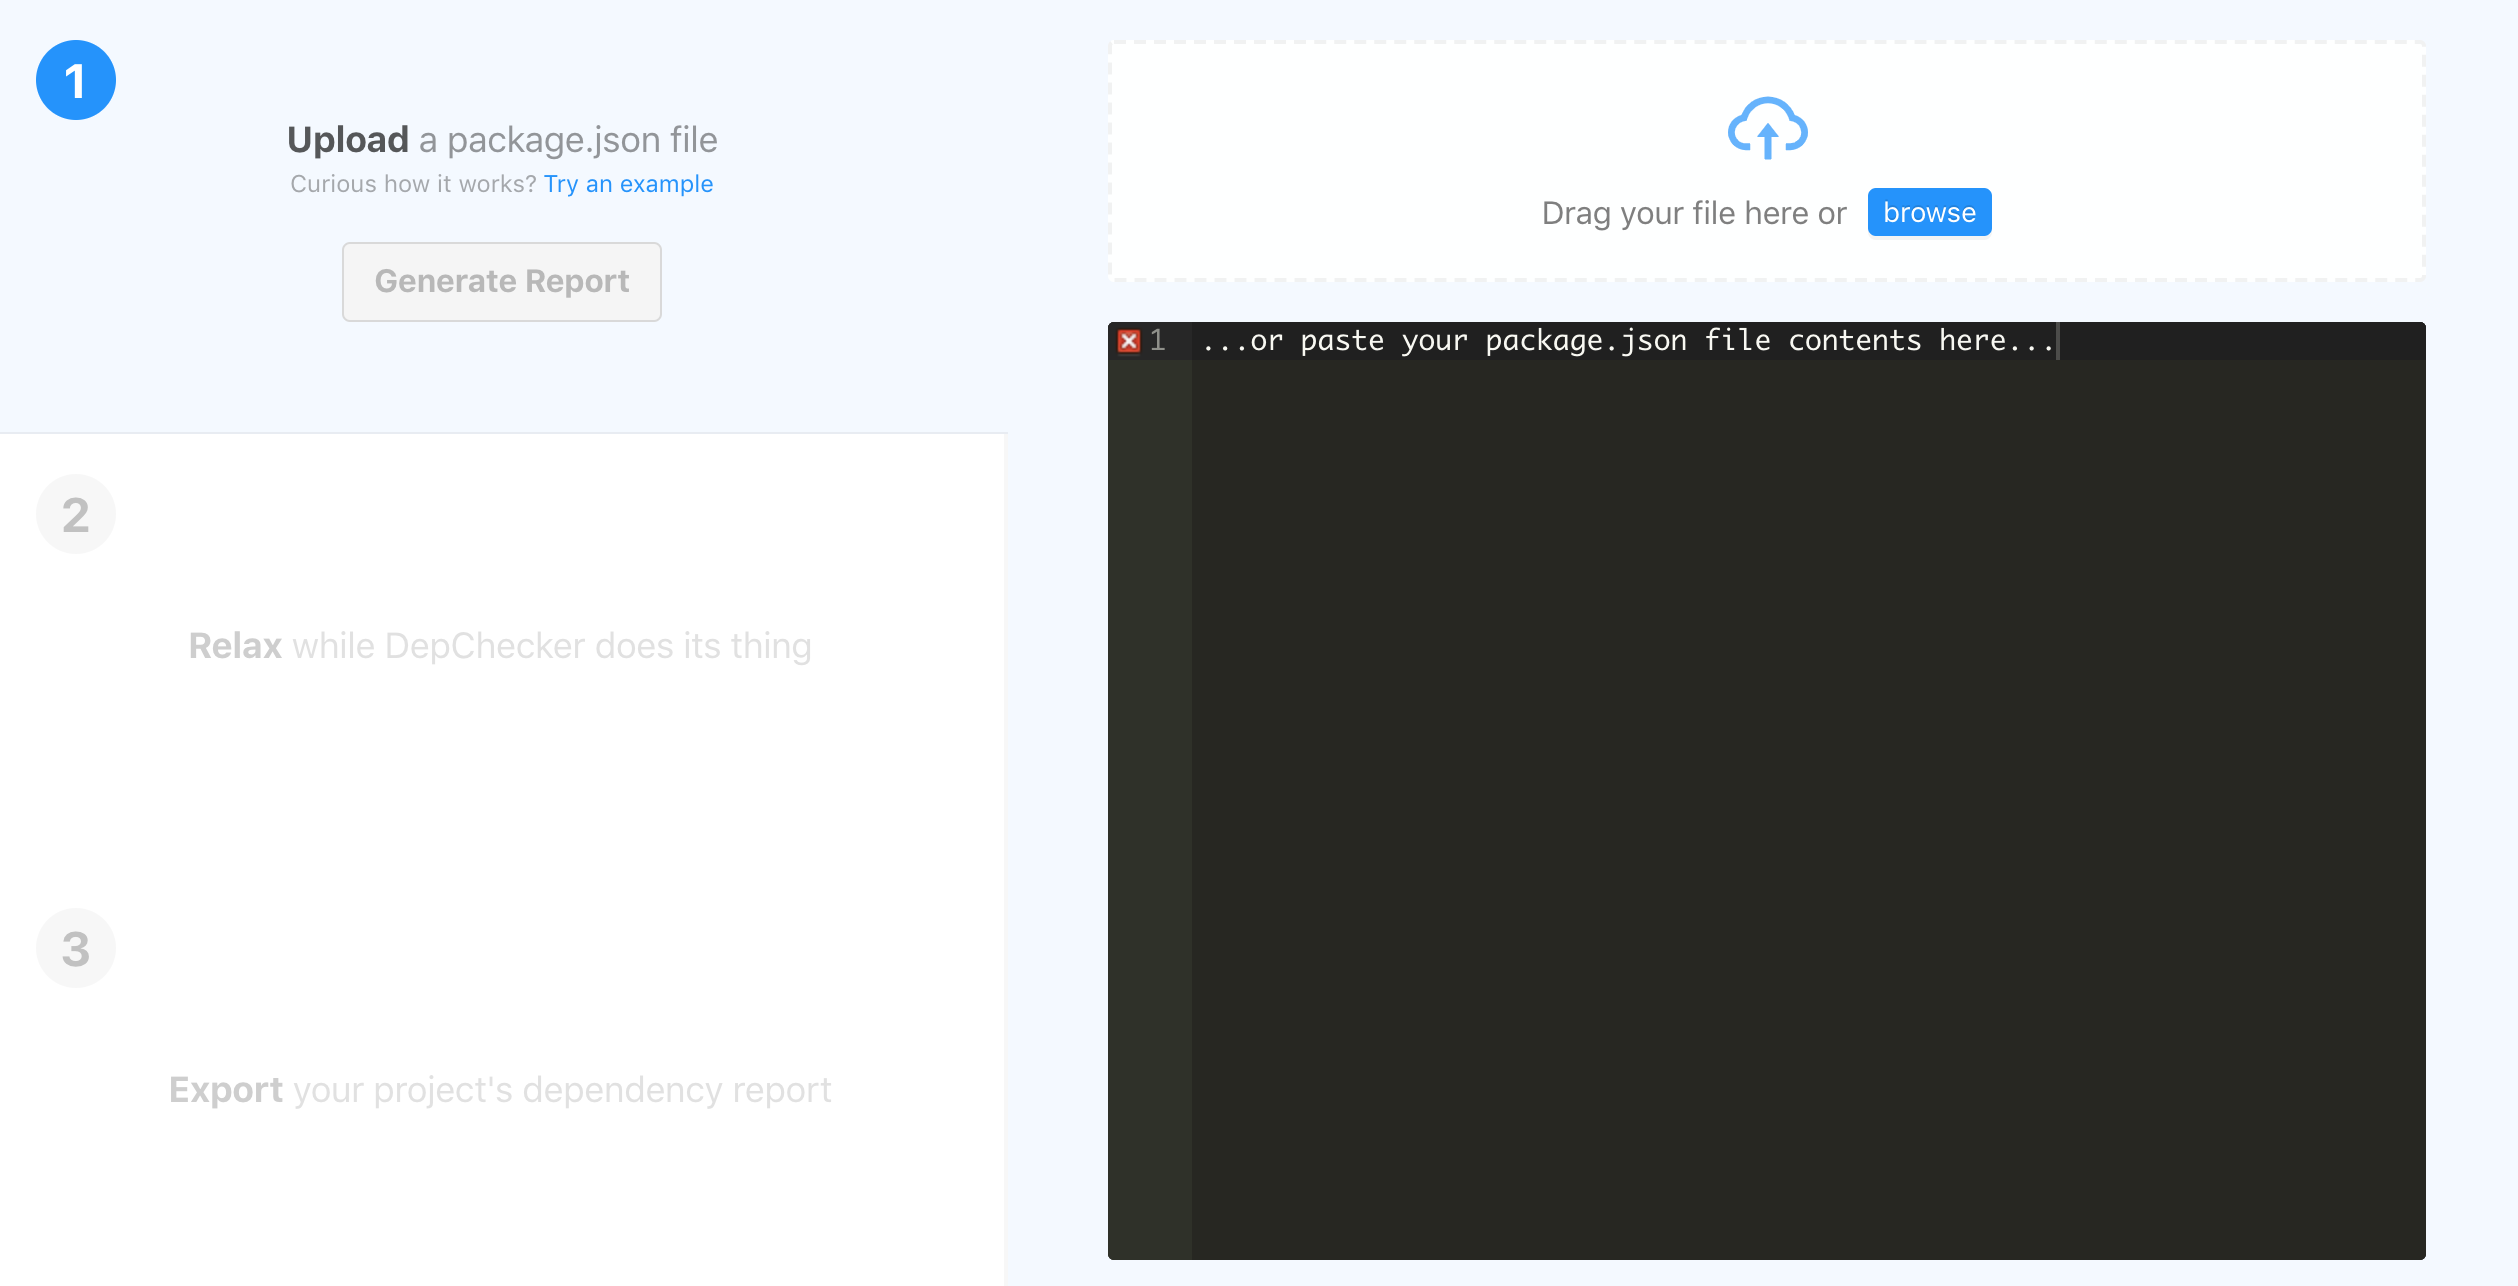 1
Upload a package.json file
Curious how it works? Try an example
Generate Report
2
Relax while DepChecker does its thing
3
Export your project's dependency report
Drag your file here or browse
1 ...or paste your package.json file contents here...